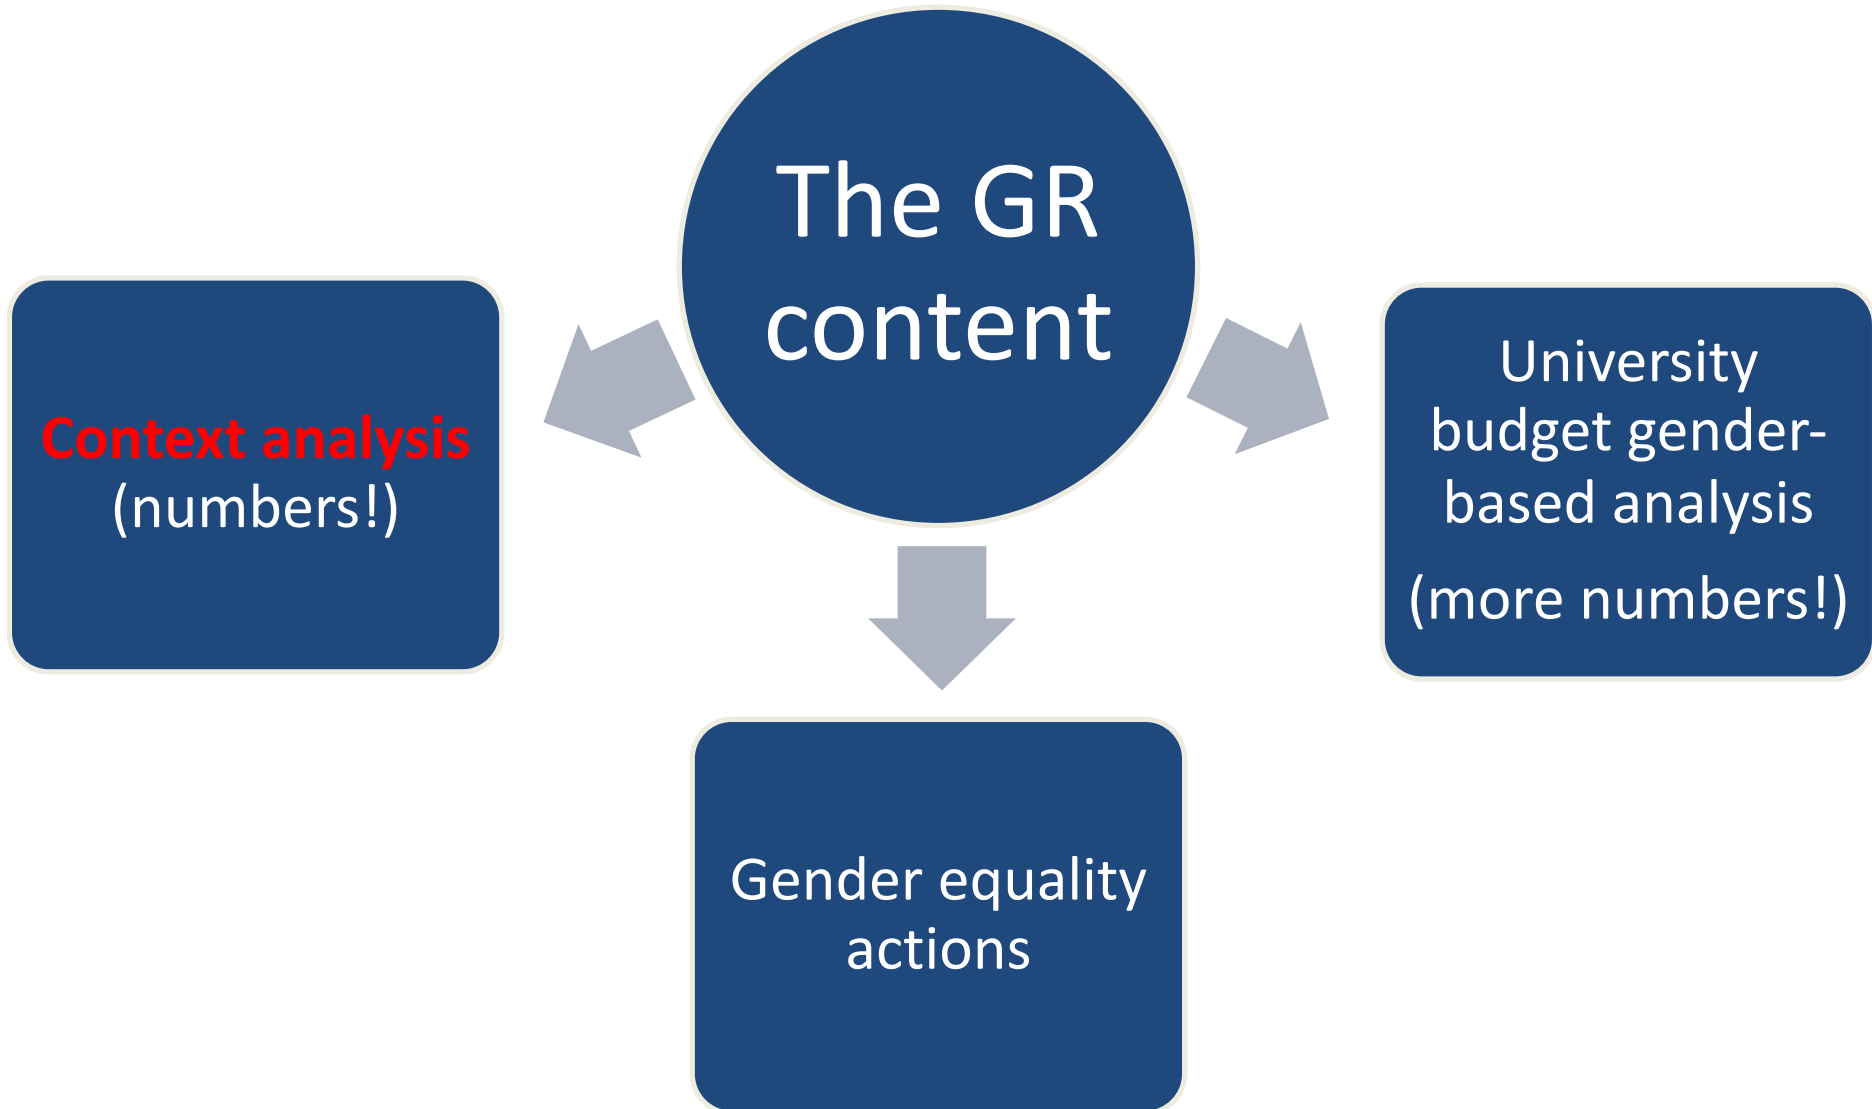 The GR
content
Context analysis
(numbers!)
University
budget gender-
based analysis
(more numbers!)
Gender equality
actions